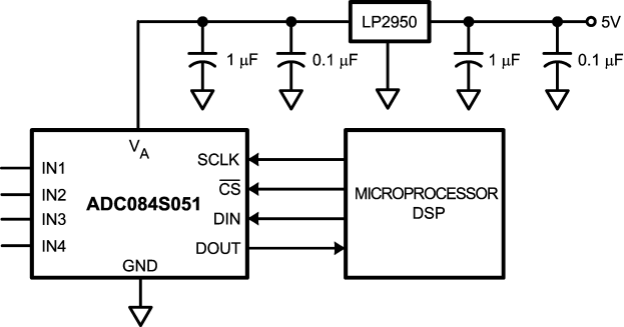 LP2950
5V
1 µF
0.1 µF
1 µF
0.1 µF
VA
IN1
IN2
IN3
IN4
ADC084S051
SCLK
C̅S̅
DIN
DOUT
GND
MICROPROCESSOR
DSP